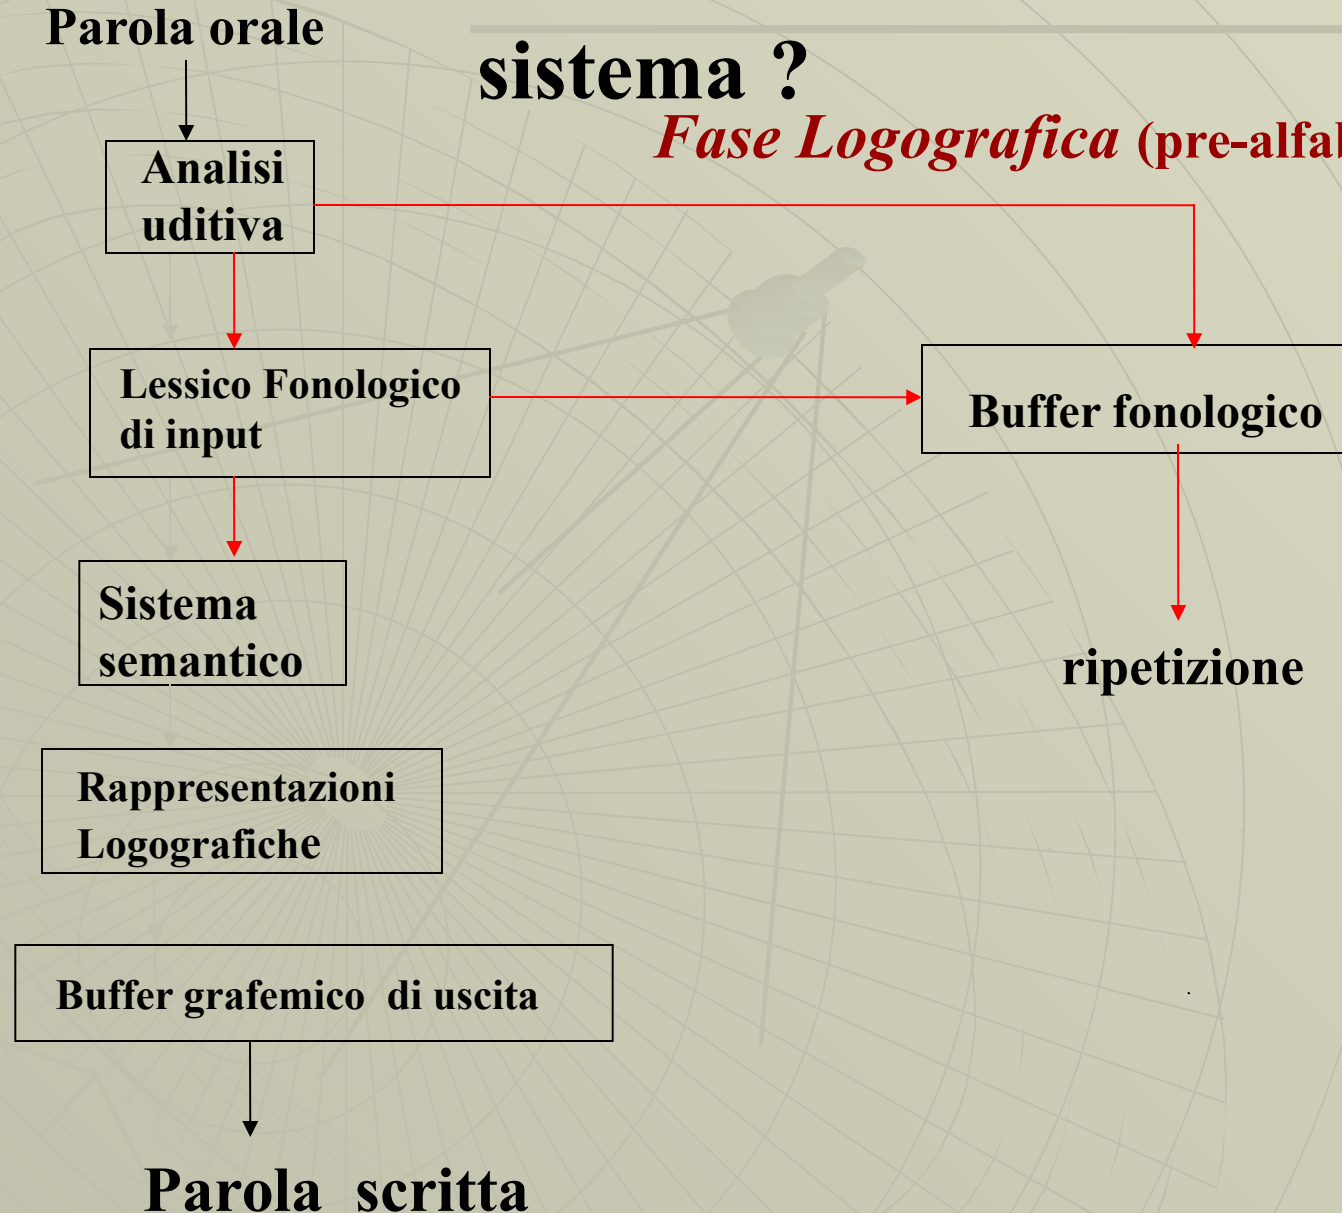 Parola orale
sistema ?
Fase Logografica (pre-alfab
Analisi
uditiva
Lessico Fonologico
di input
Buffer fonologico
Sistema
semantico
ripetizione
Rappresentazioni
Logografiche
Buffer grafemico di uscita
.
Parola scritta